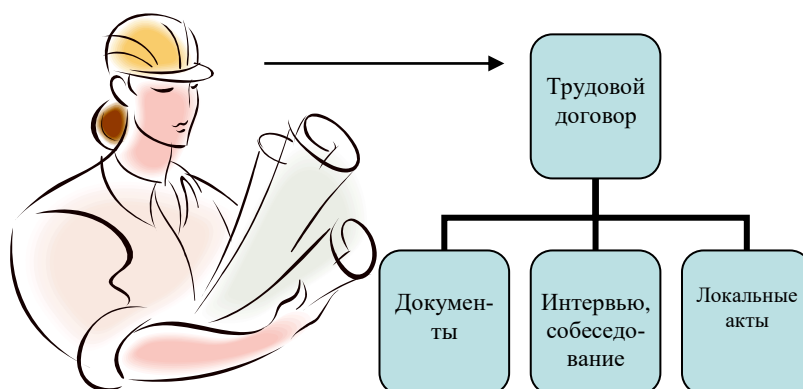 Трудовой
договор
Докумен-
ты
Интервью,
собеседо-
вание
Локальные
акты